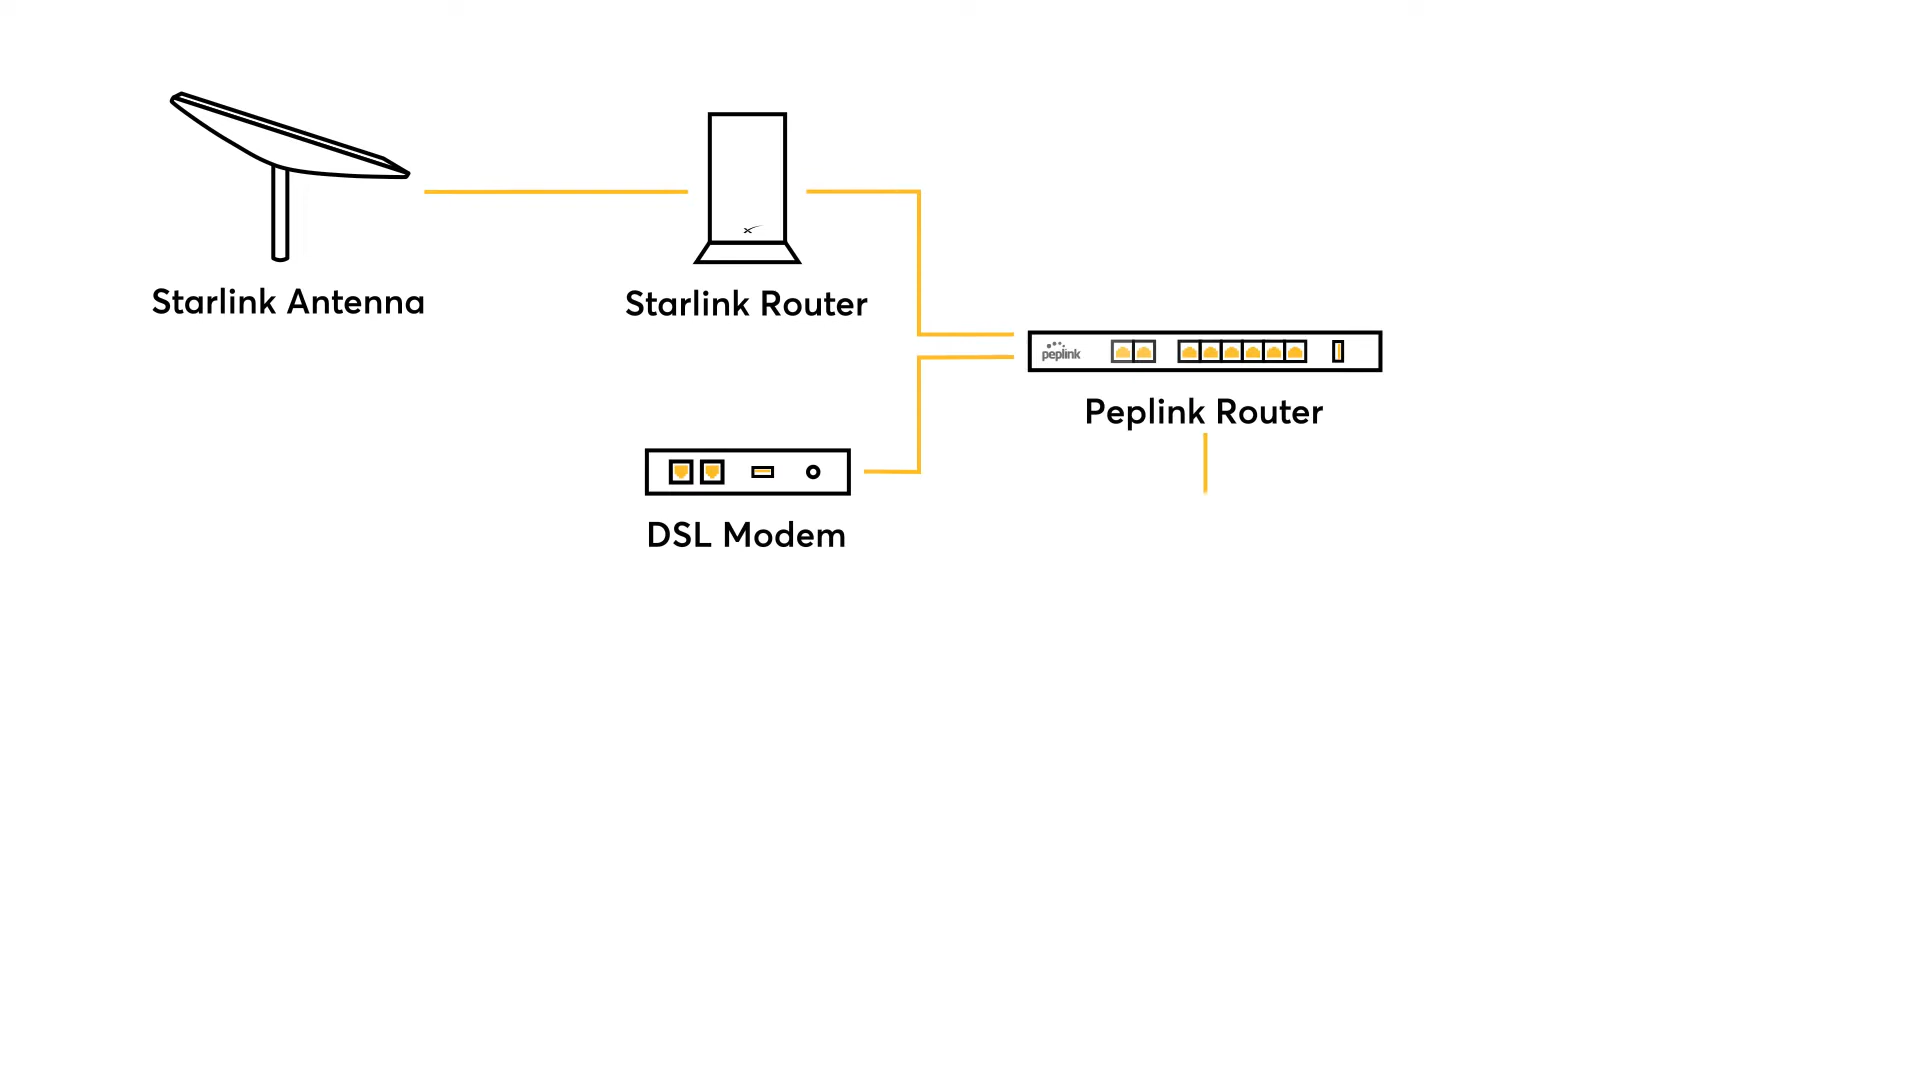 Starlink Antenna
Starlink Router
peplink
Peplink Router
DSL Modem